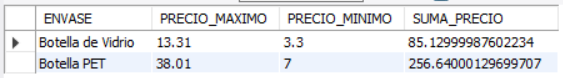 ENVASE PRECIO_MAXIMO PRECIO_MINIMO SUMA_PRECIO
Botella de Vidrio 13.31 3.3 85.12999987602234
Botella PET 38.01 7 256.64000129699707